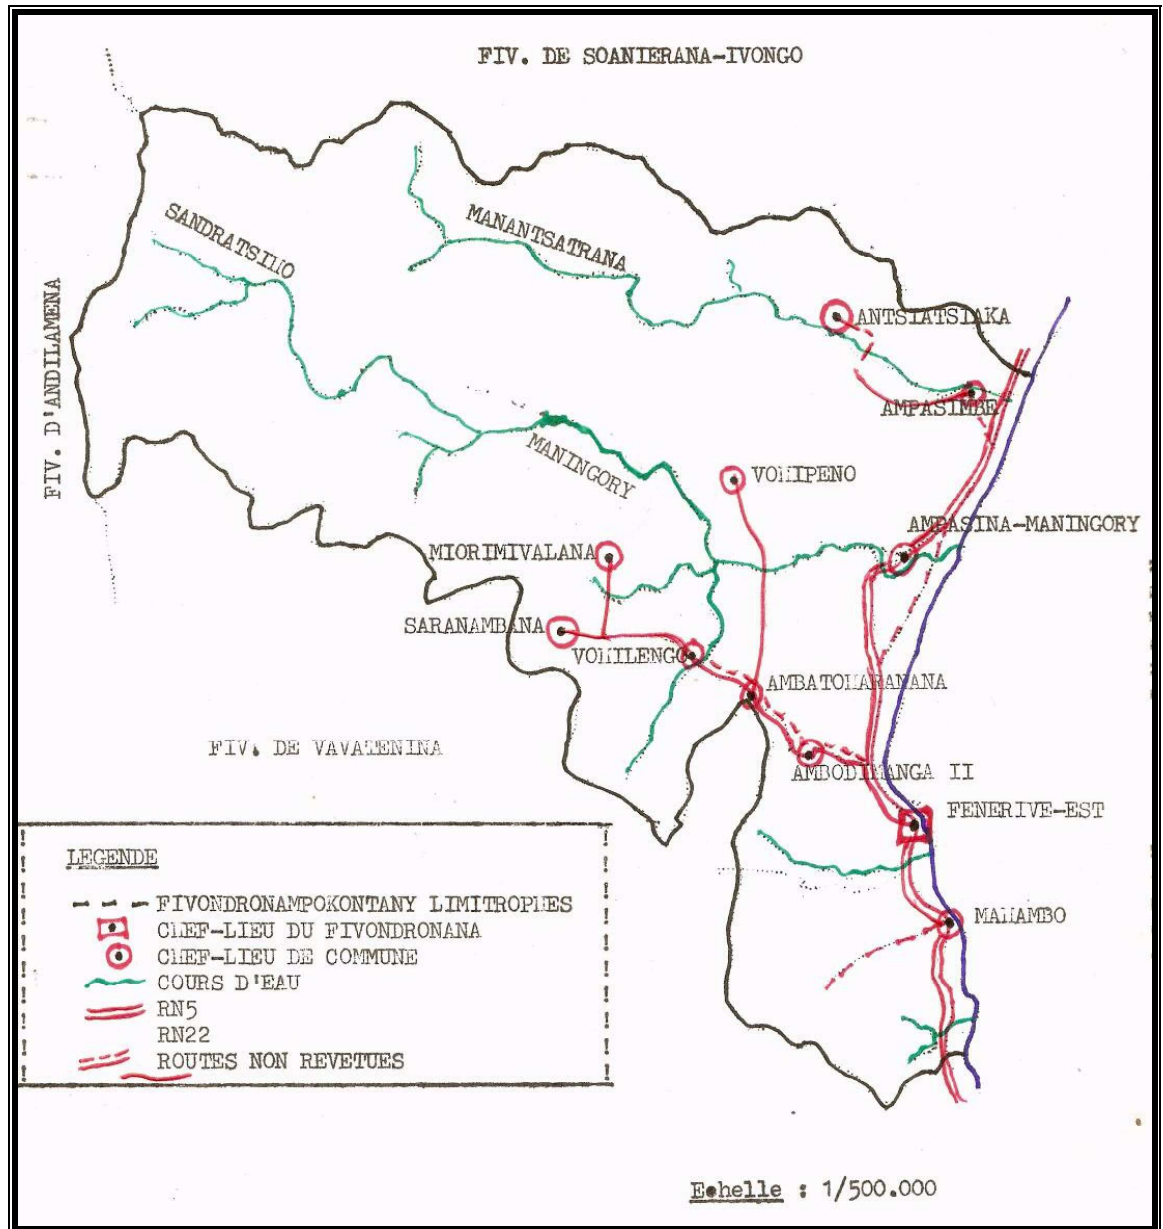 FIV. DE SOANIERANA-IVONGO
SANDRATSIHO
MANANTSATRANA
FIV. D'ANDILAMENA
ANTSIATSIAKA
AMPASIMBE
MANINGORY
VOHIPENO
AMPASINA-MANINGORY
MIORIMIVALANA
SARANAMBANA
VOHILENGO
AMBATOHARANANA
FIV. DE VAVATENINA
AMBODIMANGA II
FENERIVE-EST
MAHAMBO
LEGENDE
FIVONDRONAMPOKONTANY LIMITROPHES
CHEF-LIEU DU FIVONDRONANA
CHEF-LIEU DE COMMUNE
COURS D'EAU
RN5
RN22
ROUTES NON REVETUES
Echelle : 1/500.000